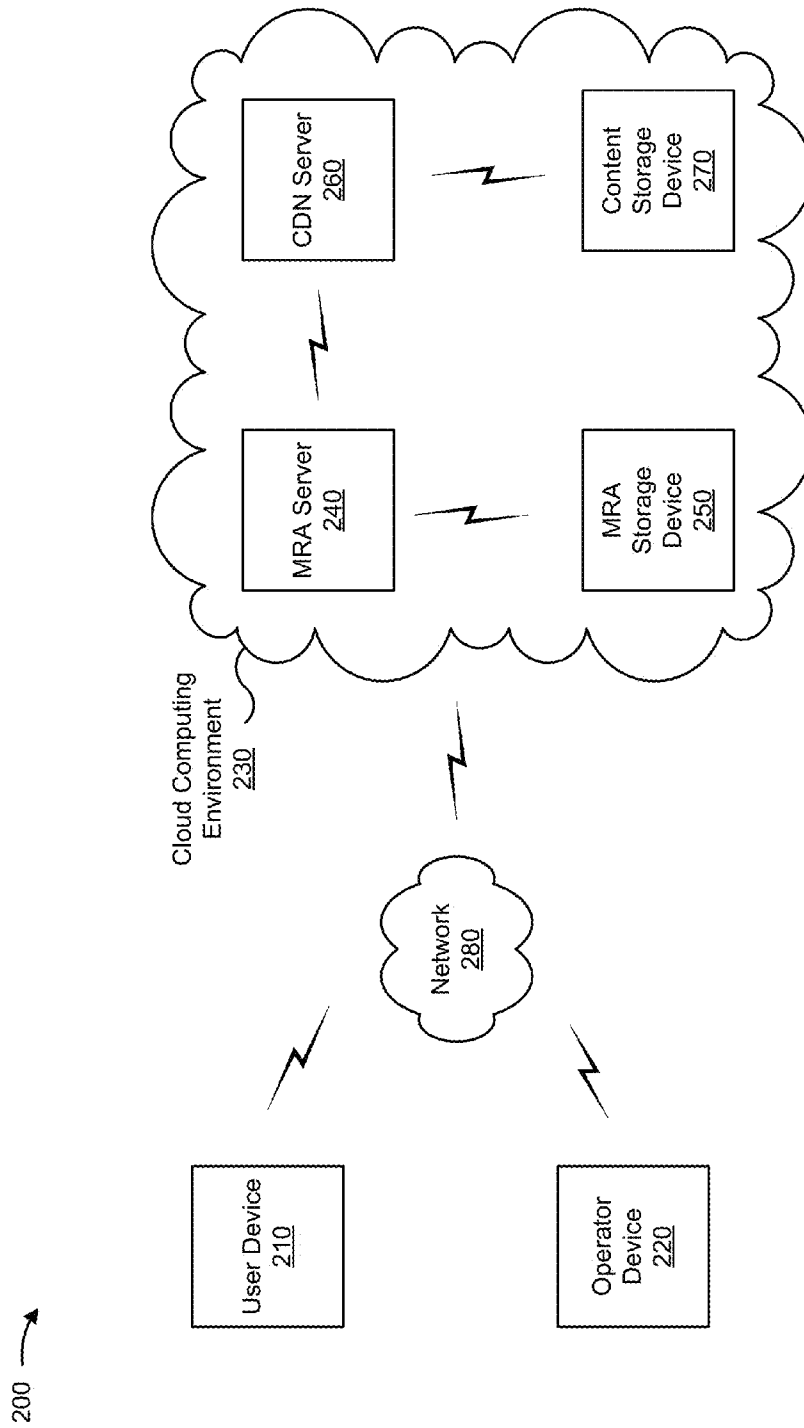 200
Cloud Computing
Environment
230
MRA Server
240
CDN Server
260
User Device
210
Network
280
Operator
Device
220
MRA
Storage
Device
250
Content
Storage
Device
270